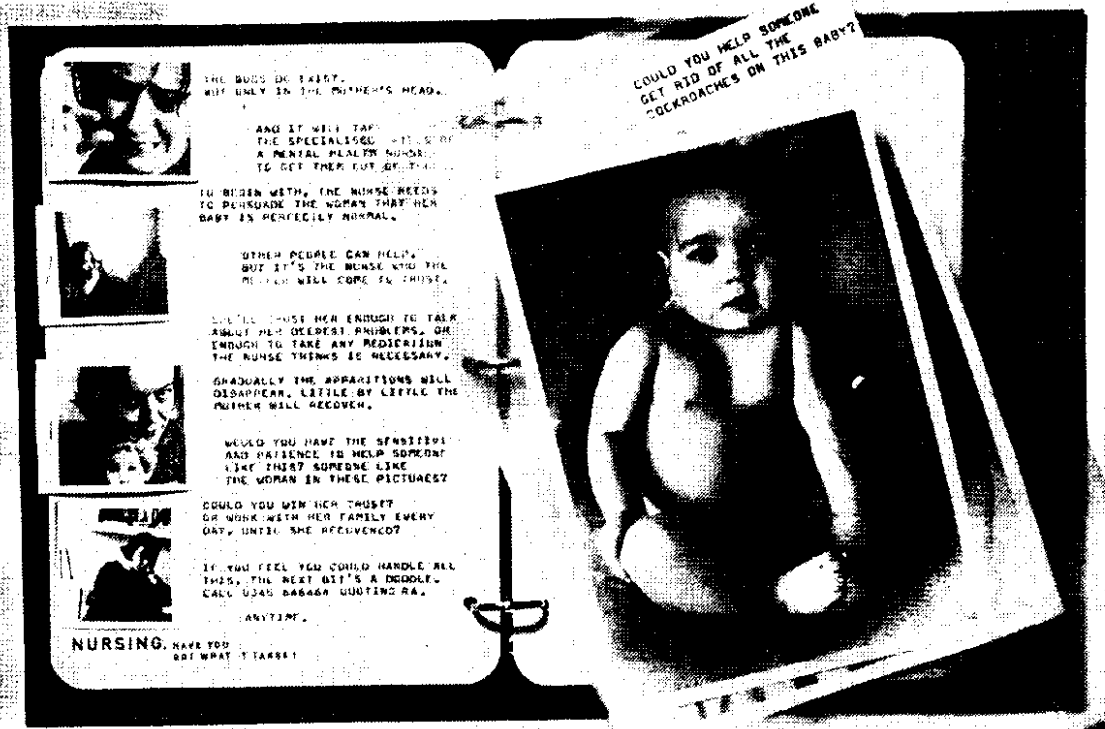 THE BUGS DO EXIST.
BUT ONLY IN THE MOTHER'S HEAD.
AND IT WILL
THE SPECIALISED
A MENTAL HEALTH NURSE
TO GET THEM OUT OF
TO BEGIN WITH, THE NURSE NEEDS
TO PERSUADE THE WOMAN THAT HER
BABY IS PERFECTLY NORMAL.
OTHER PEOPLE CAN HELP.
BUT IT'S THE NURSE WHO THE
MOTHER WILL COME TO TRUST.
TRUST HER ENOUGH TO TALK
ABOUT HER DEEPEST PROBLEMS. OR
ENOUGH TO TAKE ANY MEDICATION
THE NURSE THINKS IS NECESSARY.
GRADUALLY THE APPARITIONS WILL
DISAPPEAR. LITTLE BY LITTLE THE
MOTHER WILL RECOVER.
WOULD YOU HAVE THE
AND PATIENCE TO HELP SOMEONE
LIKE THIS? SOMEONE LIKE
THE WOMAN IN THESE PICTURES?
COULD YOU WIN HER TRUST?
OR WORK WITH HER FAMILY EVERY
DAY, UNTIL SHE RECOVERED?
IF YOU FEEL YOU COULD HANDLE ALL
THIS, THE NEXT BIT'S A DODDLE.
CALL 0345 QUOTING RA.
ANYTIME.
NURSING. HAVE YOU
GOT WHAT IT TAKES?
COULD YOU HELP SOMEONE
GET RID OF ALL THE
COCKROACHES ON THIS BABY?